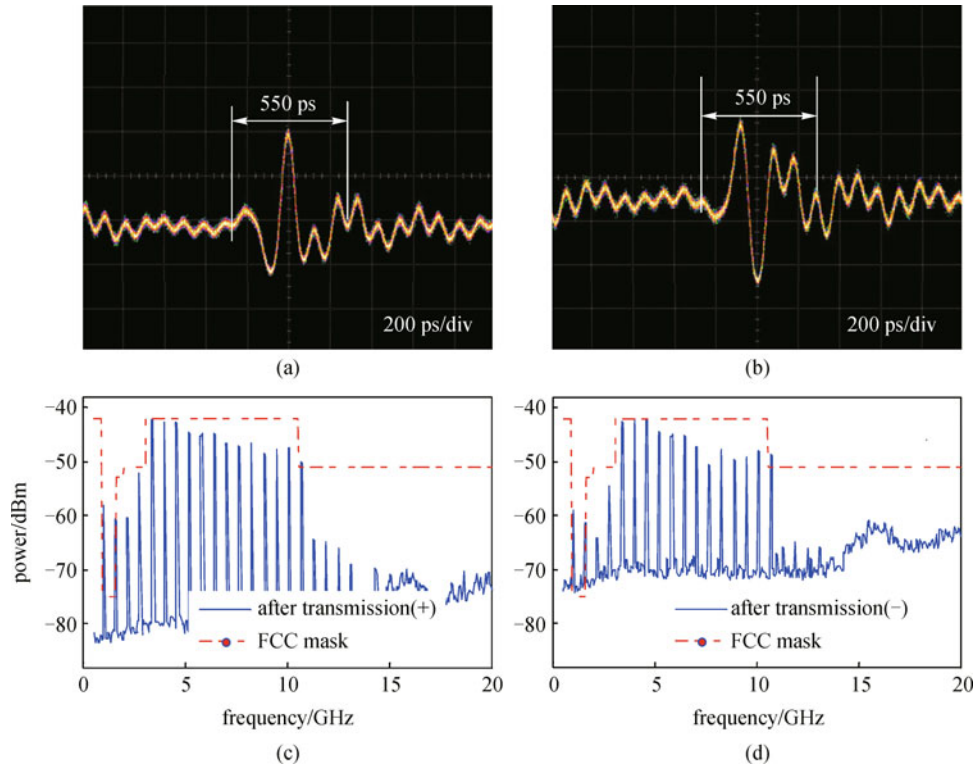 550 ps
200 ps/div
(a)
550 ps
200 ps/div
(b)
power/dBm
−40
−50
−60
−70
−80
after transmission(+)
FCC mask
0
5
10
15
20
frequency/GHz
(c)
−40
−50
−60
−70
−80
after transmission(−)
FCC mask
0
5
10
15
20
frequency/GHz
(d)